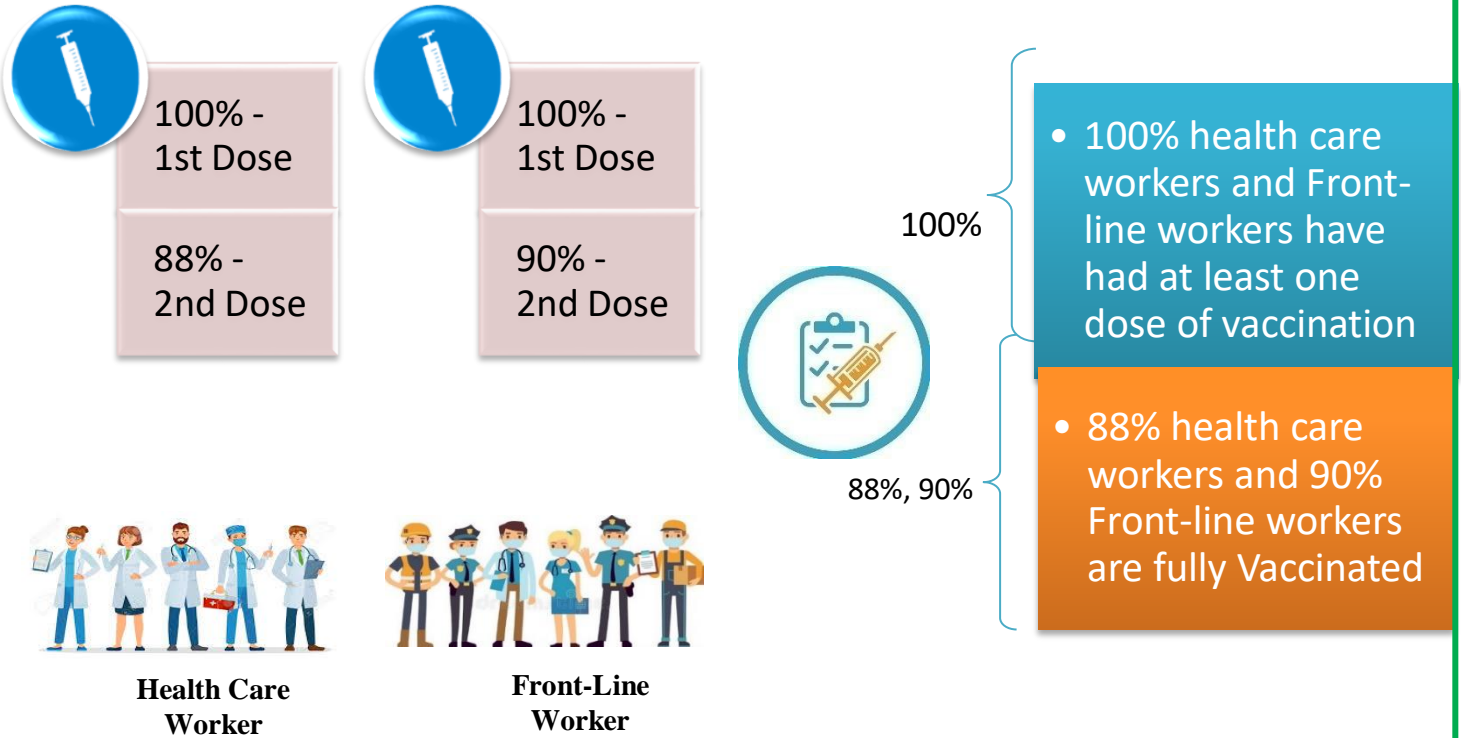 100% -
1st Dose
88% -
2nd Dose
100% -
1st Dose
90% -
2nd Dose
Health Care
Worker
Front-Line
Worker
100%
88%, 90%
• 100% health care
workers and Front-
line workers have
had at least one
dose of vaccination
• 88% health care
workers and 90%
Front-line workers
are fully Vaccinated